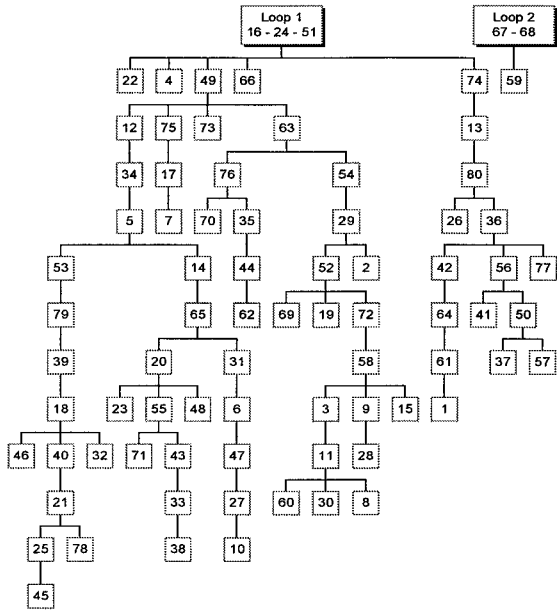 Loop 1
16 - 24 - 51
Loop 2
67 - 68
22 4 49 66 74 59
12 75 73 63 13
34 17 76 54 80
5 7 70 35 29 26 36
53 14 44 52 2 42 56 77
79 65 62 69 19 72 64 41 50
39 20 31 58 61 37 57
18 23 55 48 6 3 9 15 1
46 40 32 71 43 47 11 28
21 33 27 60 30 8
25 78 38 10
45